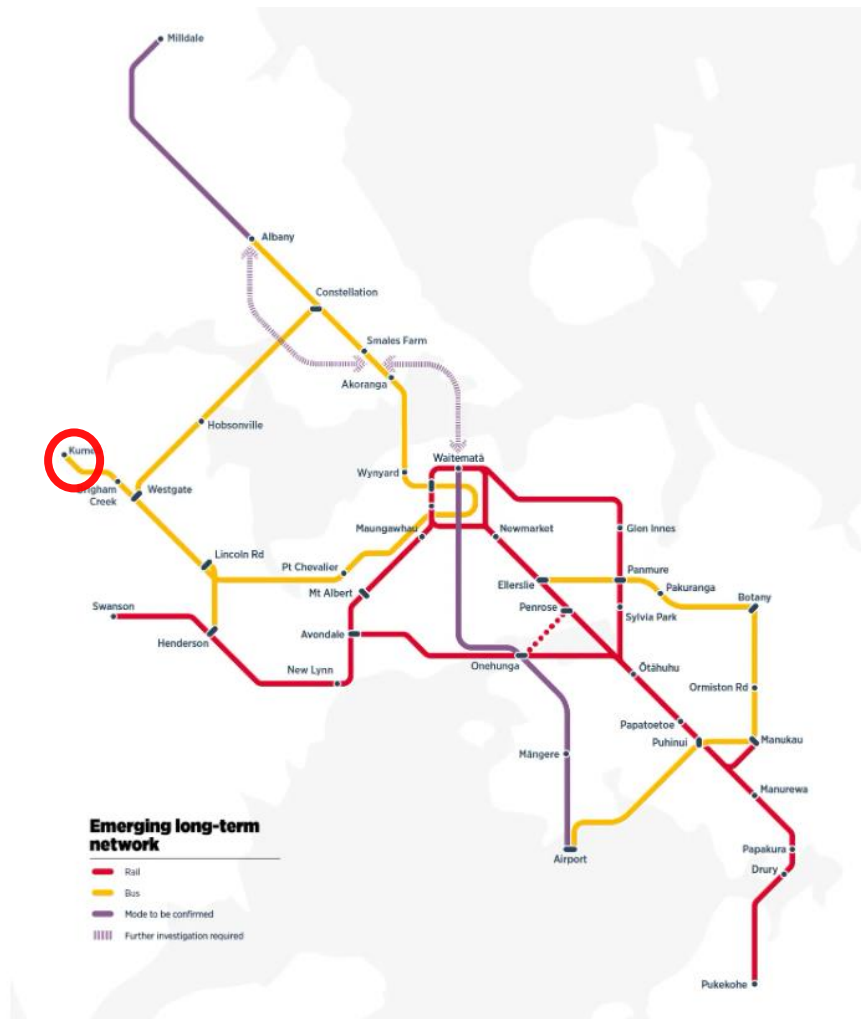 Milldale
Albany
Constellation
Smales Farm
Akoranga
Hobsonville
Kume
Waitematā
Wynyard
righam
Creek
Westgate
Maungawhau
Newmarket
Glen Innes
Lincoln Rd
Pt Chevalier
Ellerslie
Panmure
Pakuranga
Mt Albert
Botany
Swanson
Penrose
Sylvia Park
Henderson
Avondale
New Lynn
Onehunga
Ōtāhuhu
Ormiston Rd
Papatoetoe
Puhinui
Manukau
Māngere
Manurewa
Airport
Papakura
Drury
Pukekohe
Emerging long-term
network
Rail
Bus
Mode to be confirmed
Further investigation required